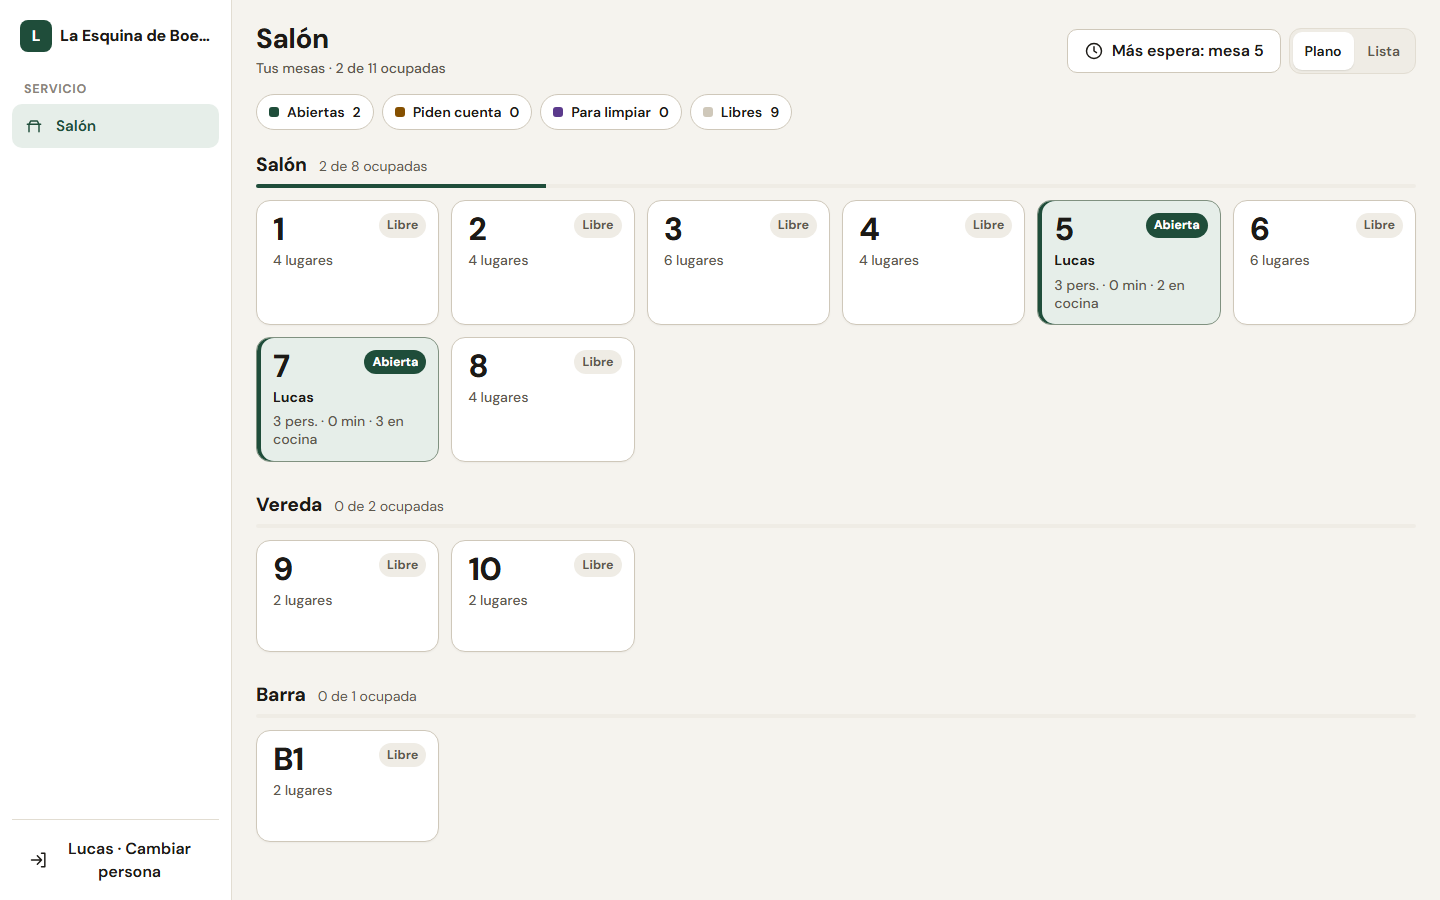 L
La Esquina de Boe...
SERVICIO
Salón
Lucas · Cambiar
persona
Salón
Tus mesas · 2 de 11 ocupadas
Más espera: mesa 5
Plano
Lista
Abiertas 2
Piden cuenta 0
Para limpiar 0
Libres 9
Salón 2 de 8 ocupadas
1 Libre
4 lugares
2 Libre
4 lugares
3 Libre
6 lugares
4 Libre
4 lugares
5 Abierta
Lucas
3 pers. · 0 min · 2 en
cocina
6 Libre
6 lugares
7 Abierta
Lucas
3 pers. · 0 min · 3 en
cocina
8 Libre
4 lugares
Vereda 0 de 2 ocupadas
9 Libre
2 lugares
10 Libre
2 lugares
Barra 0 de 1 ocupada
B1 Libre
2 lugares